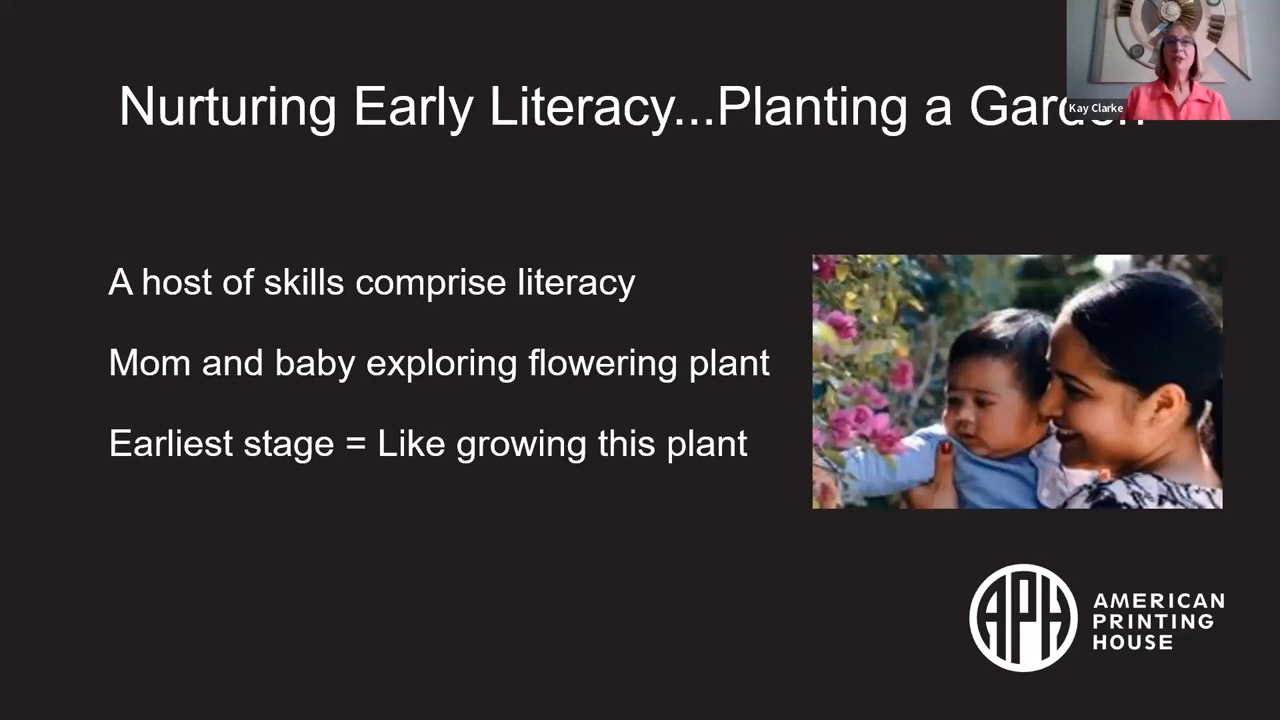 Nurturing Early Literacy...Planting a Garden
Kay Clarke
A host of skills comprise literacy
Mom and baby exploring flowering plant
Earliest stage = Like growing this plant
APH
AMERICAN
PRINTING
HOUSE